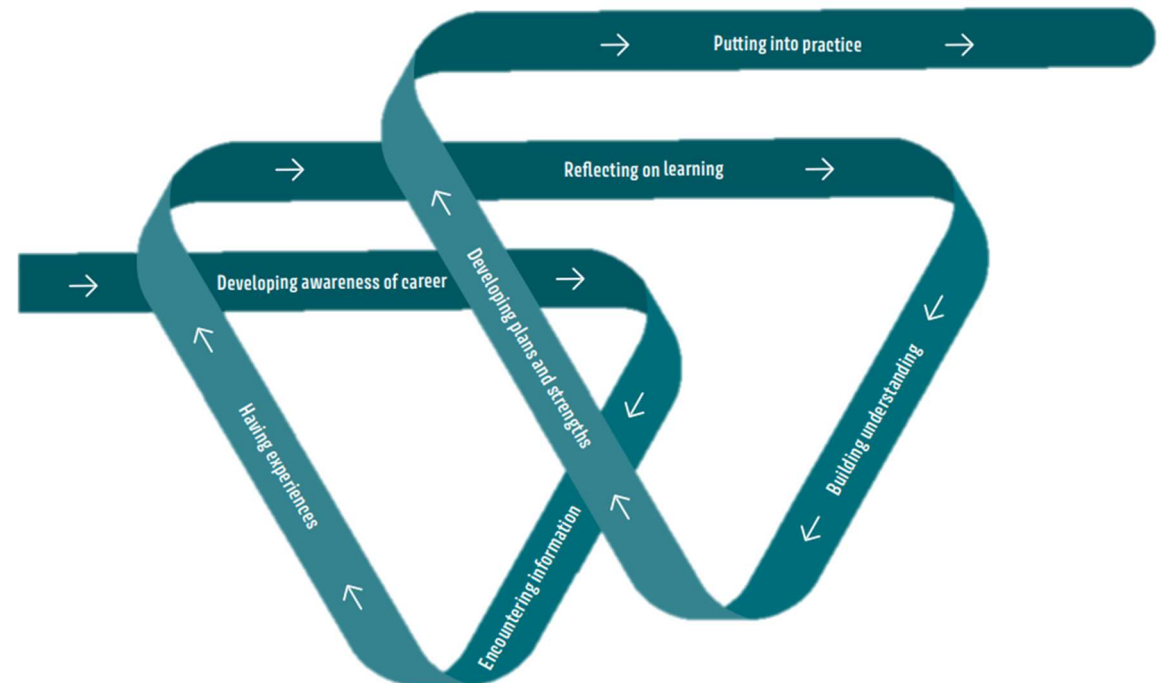 Putting into practice
Reflecting on learning
Developing awareness of career
Developing plans and strengths
Building understanding
Having experiences
Encountering information